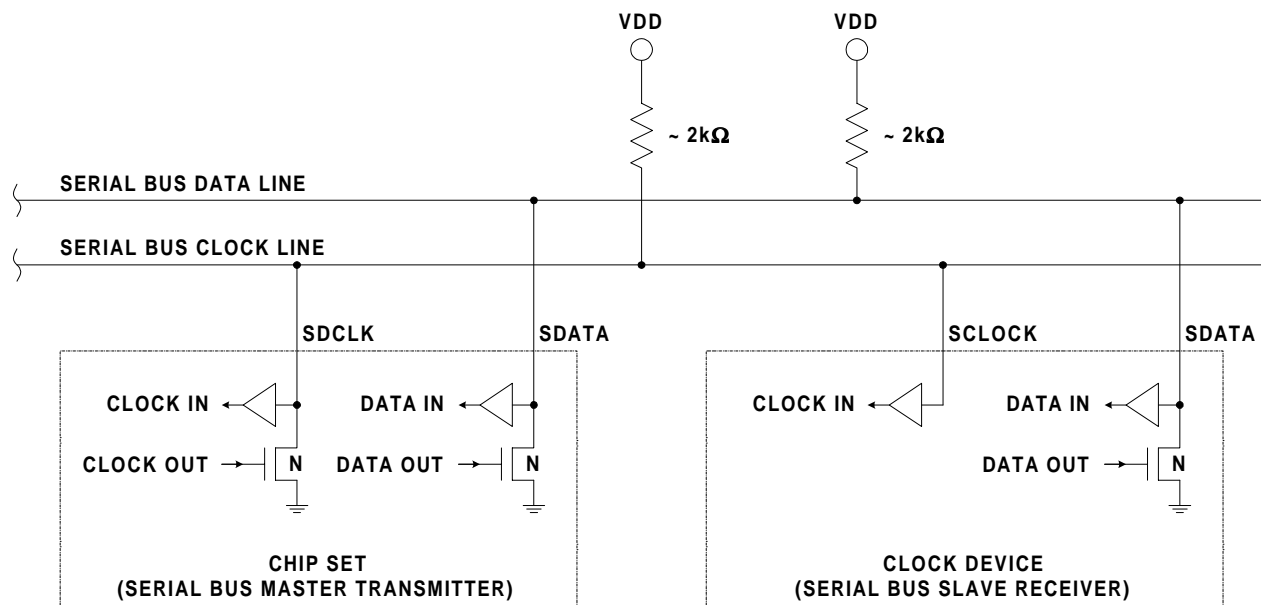 VDD
VDD
~ 2kΩ
~ 2kΩ
SERIAL BUS DATA LINE
SERIAL BUS CLOCK LINE
SDCLK
SDATA
SCLOCK
SDATA
CLOCK IN
DATA IN
CLOCK IN
DATA IN
CLOCK OUT
N
DATA OUT
N
DATA OUT
N
CHIP SET
(SERIAL BUS MASTER TRANSMITTER)
CLOCK DEVICE
(SERIAL BUS SLAVE RECEIVER)